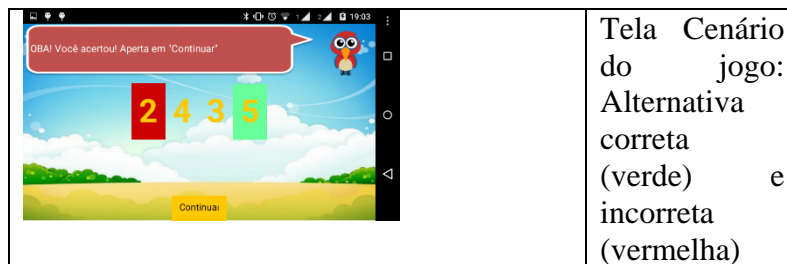 19:03
OBA! Você acertou! Aperta em "Continuar"
2 4 3 5
Continuar
Tela Cenário
do jogo:
Alternativa
correta
(verde) e
incorreta
(vermelha)